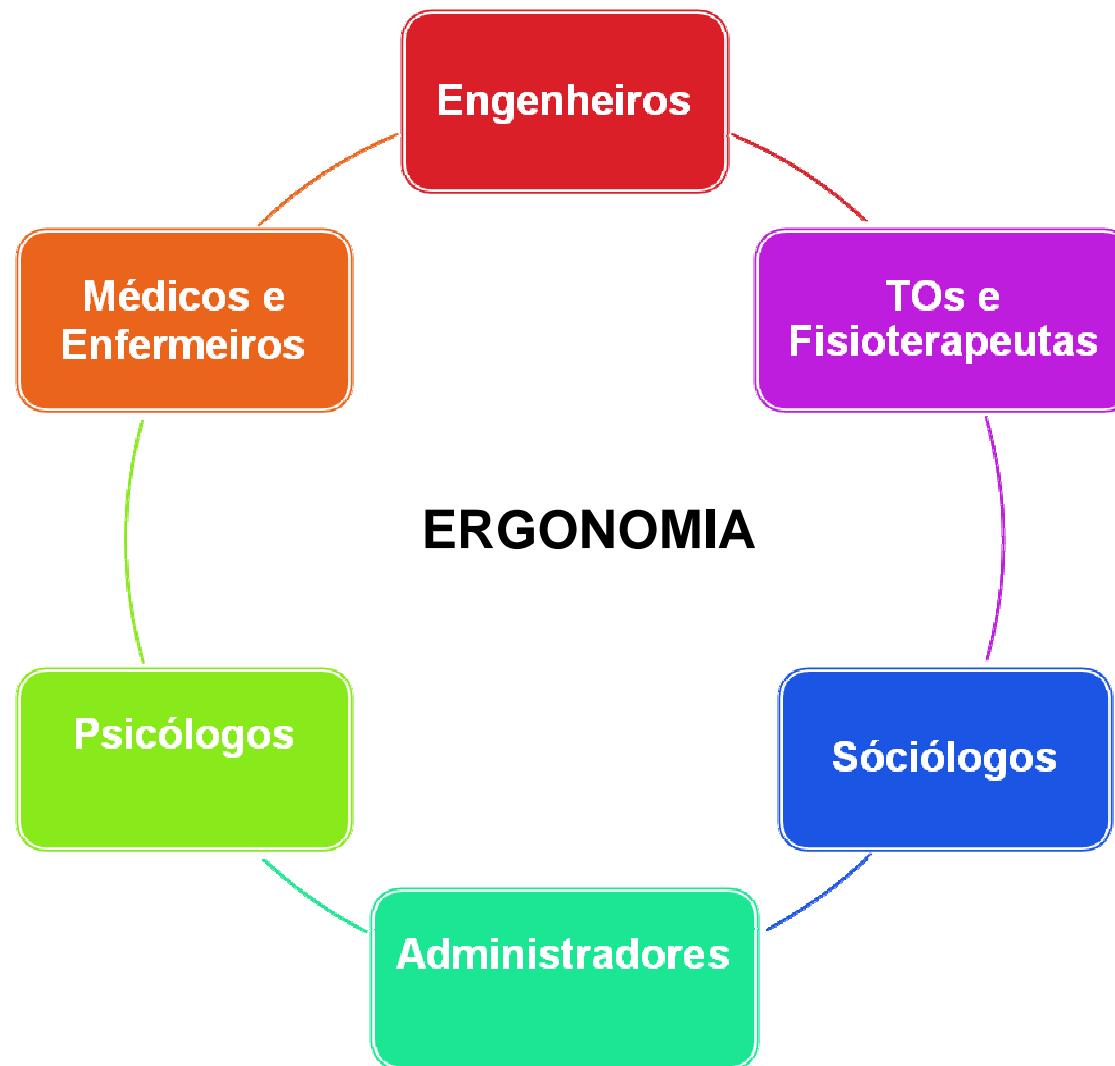 Engenheiros
Médicos e
Enfermeiros
TOs e
Fisioterapeutas
ERGONOMIA
Psicólogos
Sóciólogos
Administradores